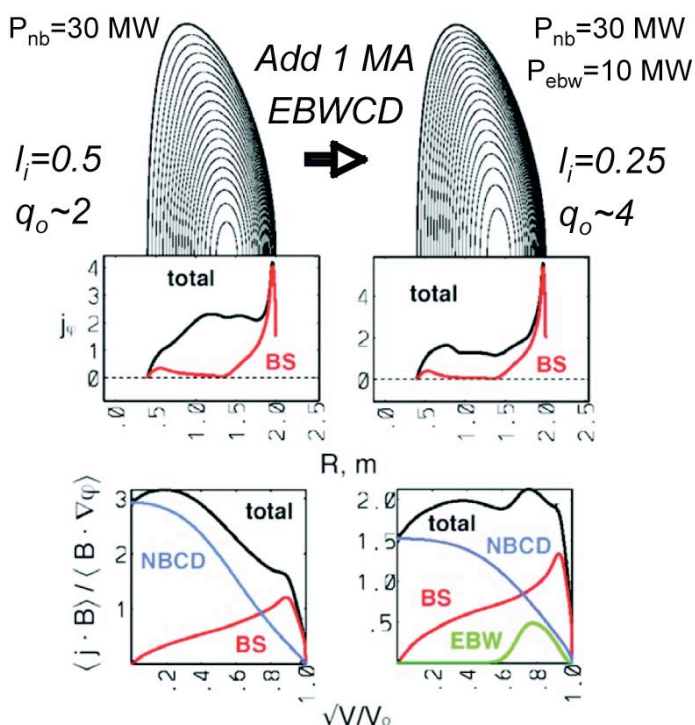 P_nb=30 MW
Add 1 MA
EBWCD
P_nb=30 MW
P_ebw=10 MW
l_i=0.5
q_o~2
l_i=0.25
q_o~4
total
BS
j_φ
4
3
2
1
0
.0 .5 1.0 1.5 2.0 2.5
total
BS
4
2
0
.0 .5 1.0 1.5 2.0 2.5
R, m
total
NBCD
BS
⟨j · B⟩ / ⟨B · ∇φ⟩
3
2
1
.2 .4 .6 .8 1.0
total
NBCD
BS
EBW
2.0
1.5
1.0
.5
.2 .4 .6 .8 1.0
√V/V_o